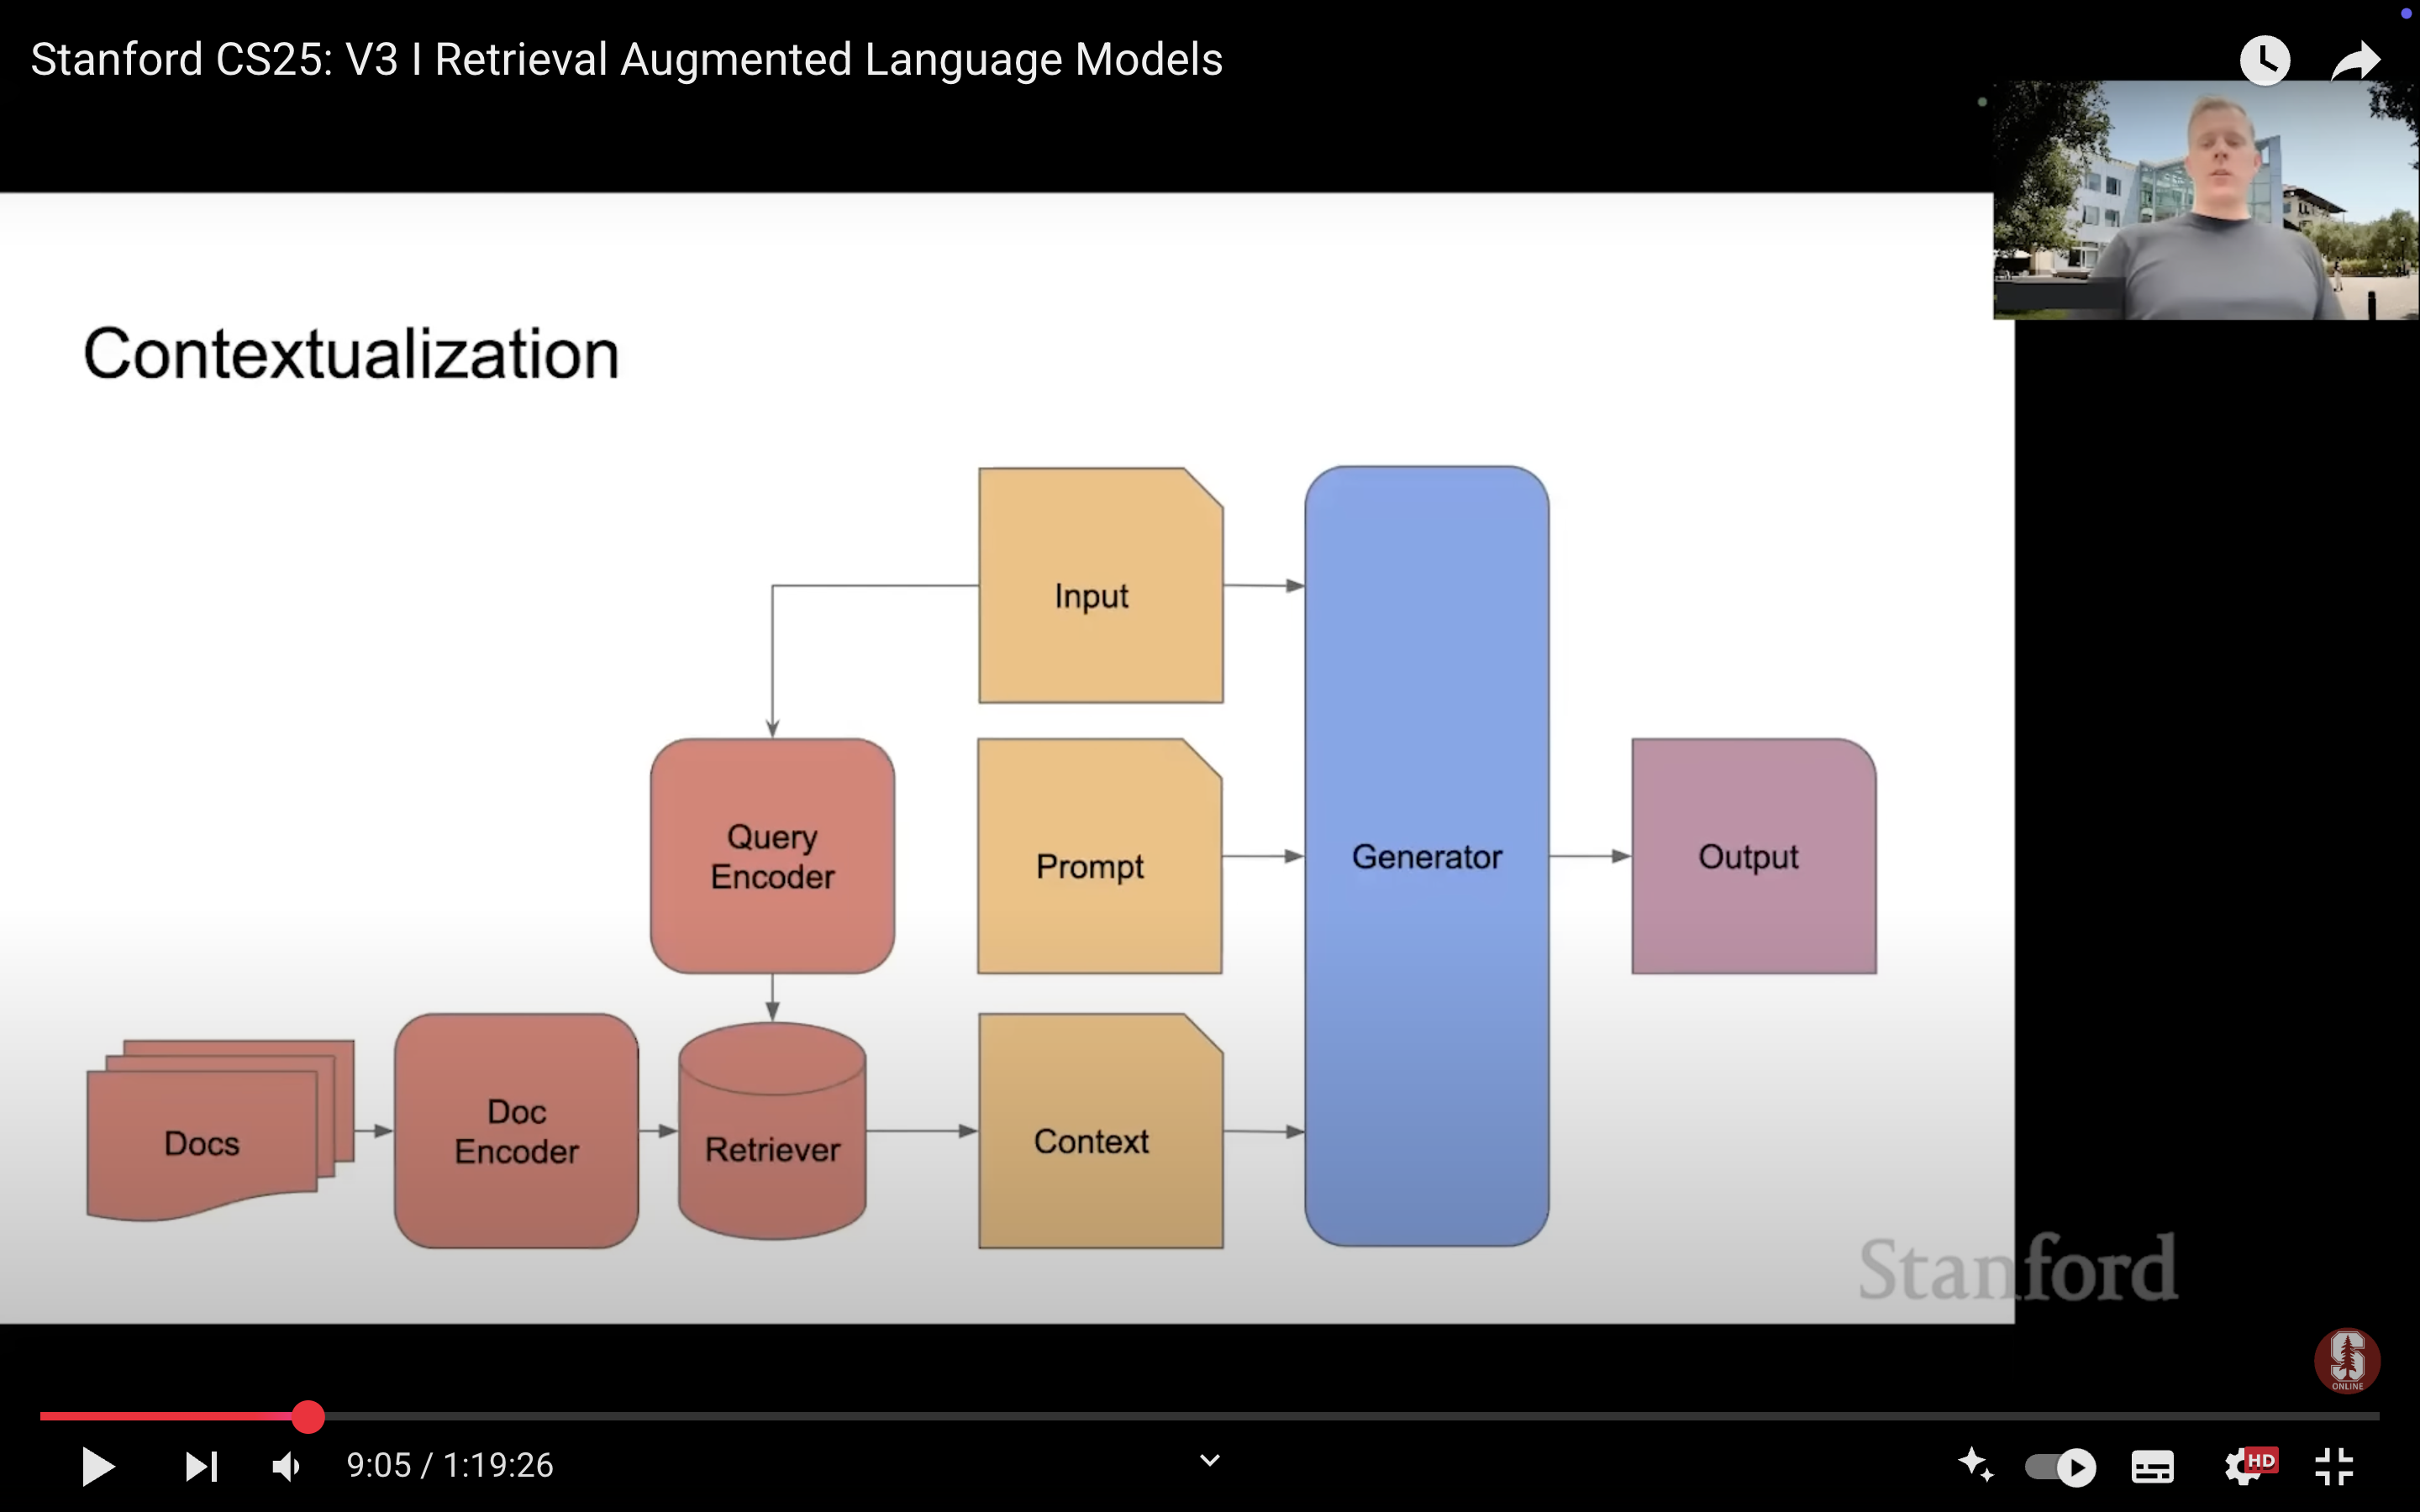 Stanford CS25: V3 I Retrieval Augmented Language Models
Contextualization
Input
Query
Encoder
Prompt
Generator
Output
Docs
Doc
Encoder
Retriever
Context
Stanford
S
ONLINE
9:05 / 1:19:26
HD